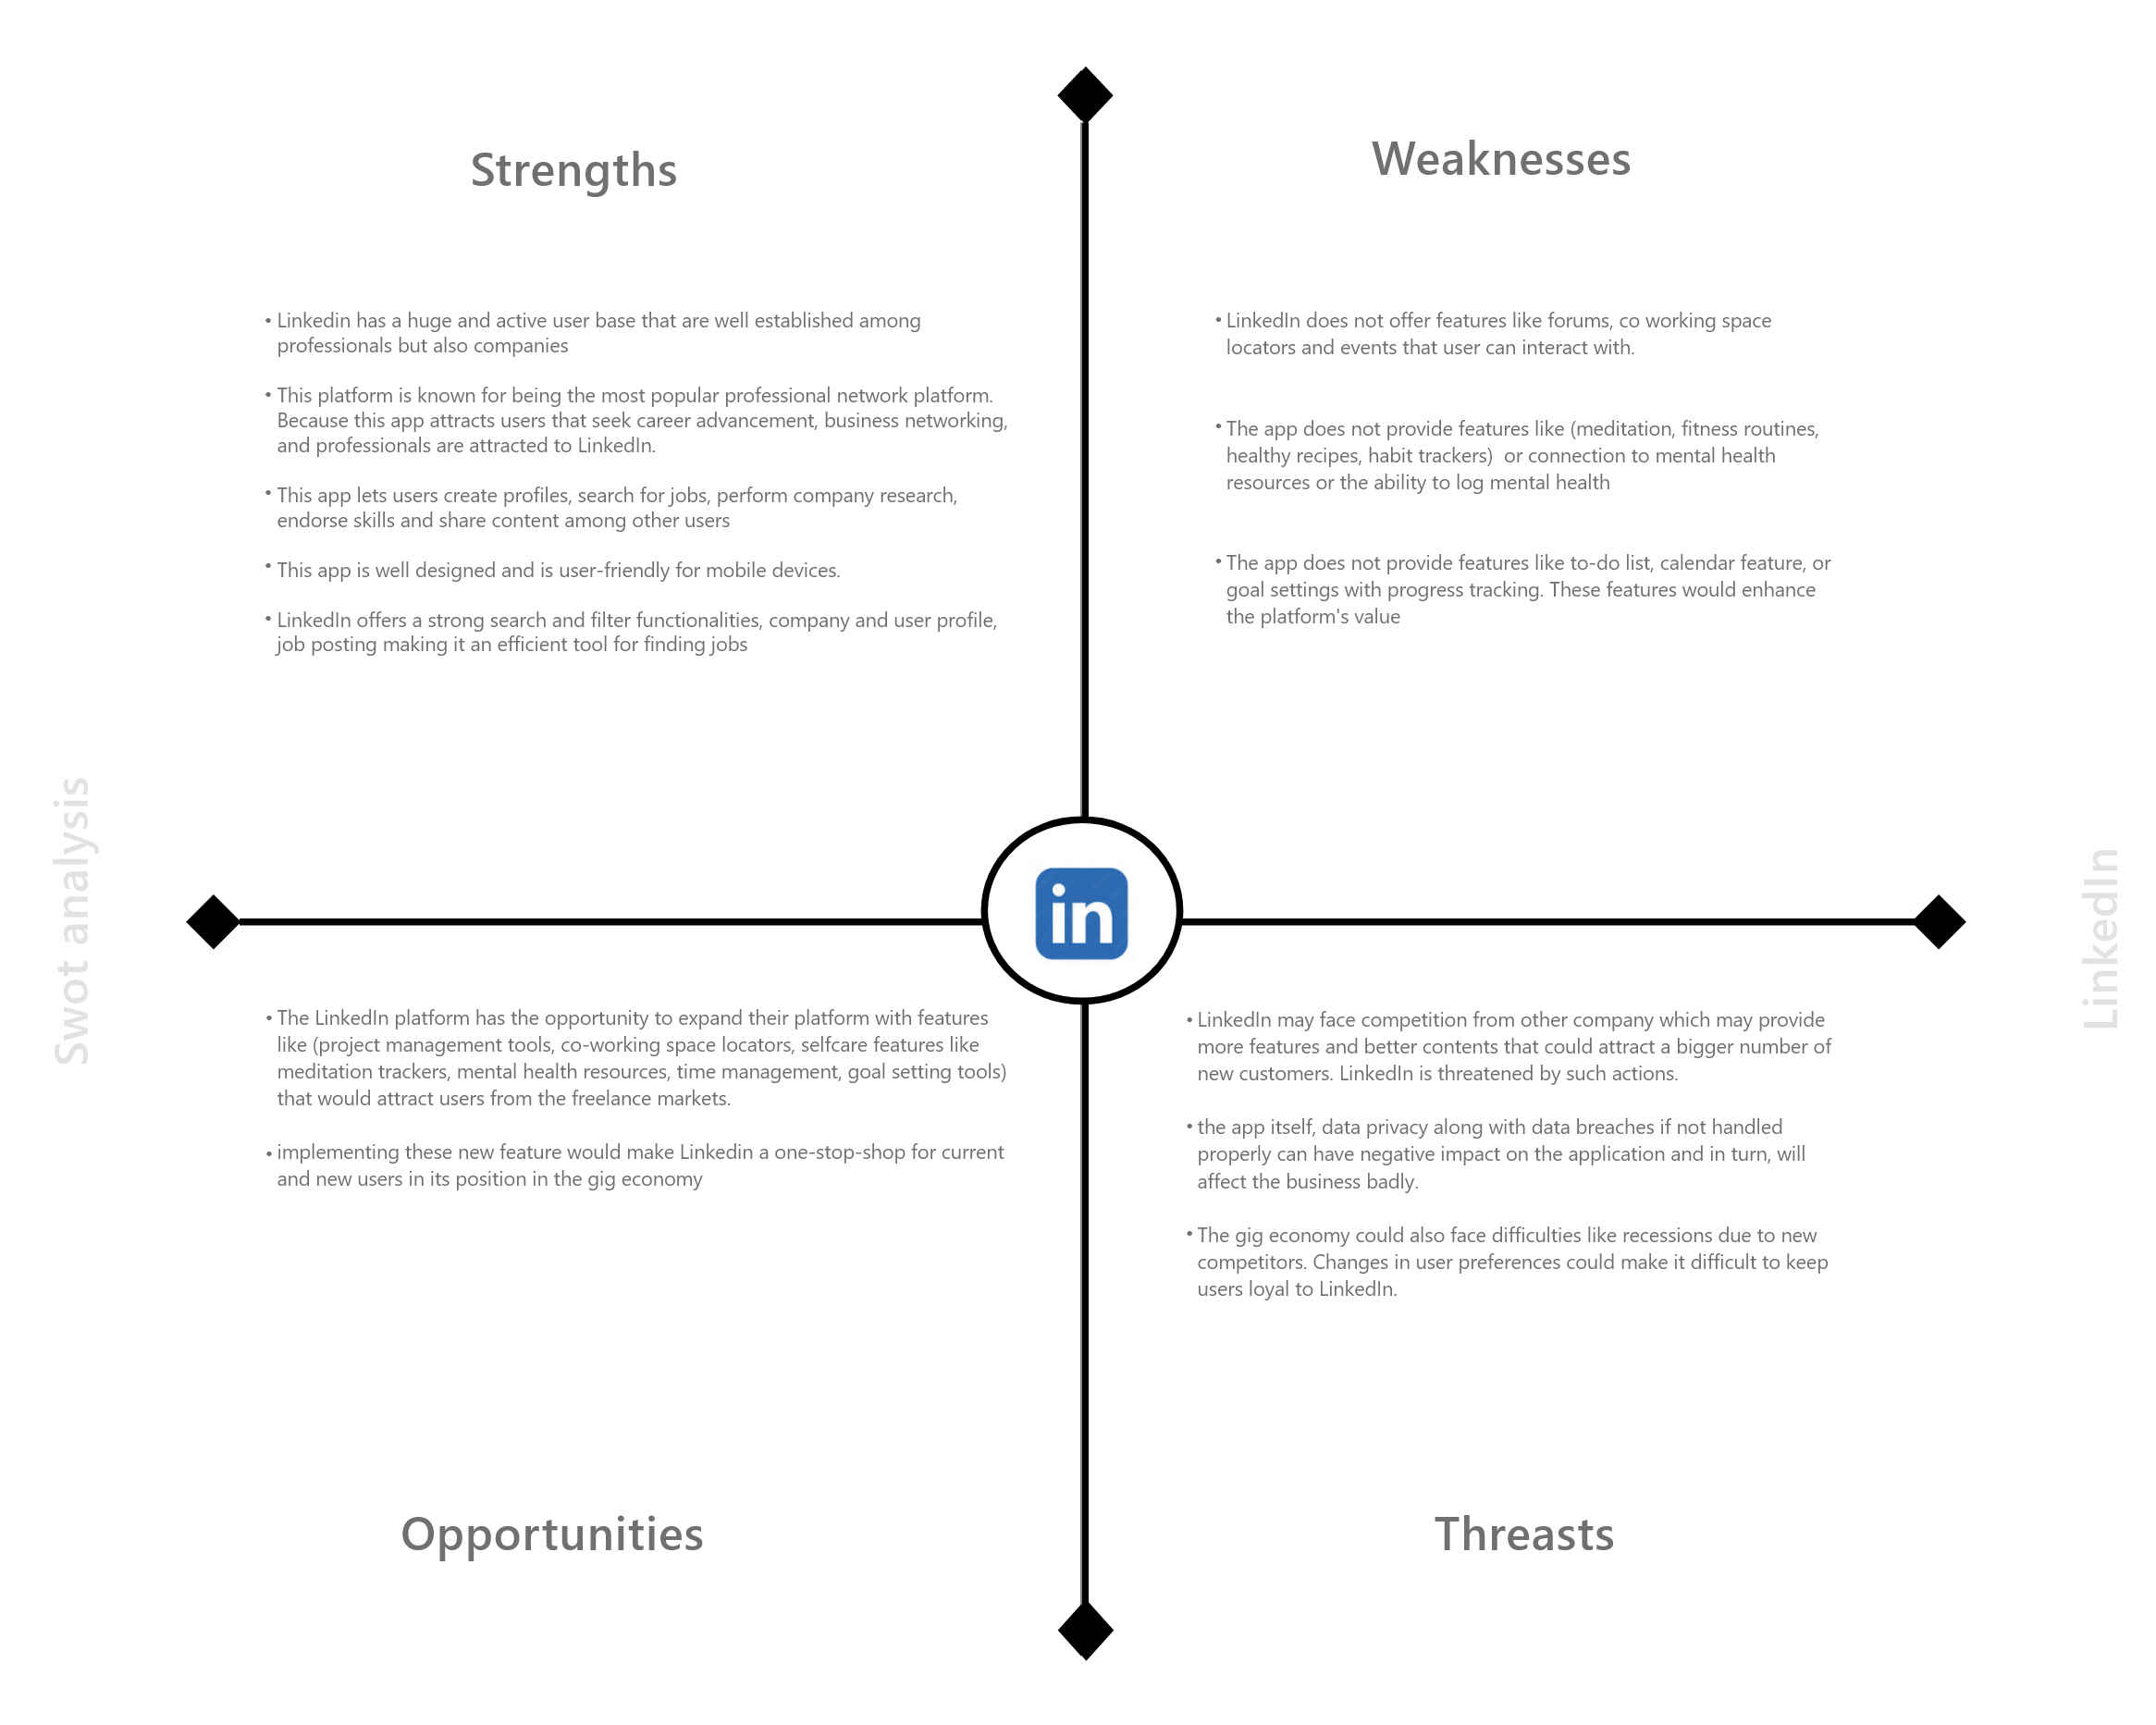 Strengths
• Linkedin has a huge and active user base that are well established among
professionals but also companies
• This platform is known for being the most popular professional network platform.
Because this app attracts users that seek career advancement, business networking,
and professionals are attracted to LinkedIn.
• This app lets users create profiles, search for jobs, perform company research,
endorse skills and share content among other users
• This app is well designed and is user-friendly for mobile devices.
• LinkedIn offers a strong search and filter functionalities, company and user profile,
job posting making it an efficient tool for finding jobs
Weaknesses
• LinkedIn does not offer features like forums, co working space
locators and events that user can interact with.
• The app does not provide features like (meditation, fitness routines,
healthy recipes, habit trackers)  or connection to mental health
resources or the ability to log mental health
• The app does not provide features like to-do list, calendar feature, or
goal settings with progress tracking. These features would enhance
the platform's value
Swot analysis
in
LinkedIn
• The LinkedIn platform has the opportunity to expand their platform with features
like (project management tools, co-working space locators, selfcare features like
meditation trackers, mental health resources, time management, goal setting tools)
that would attract users from the freelance markets.
• implementing these new feature would make Linkedin a one-stop-shop for current
and new users in its position in the gig economy
Opportunities
• LinkedIn may face competition from other company which may provide
more features and better contents that could attract a bigger number of
new customers. LinkedIn is threatened by such actions.
• the app itself, data privacy along with data breaches if not handled
properly can have negative impact on the application and in turn, will
affect the business badly.
• The gig economy could also face difficulties like recessions due to new
competitors. Changes in user preferences could make it difficult to keep
users loyal to LinkedIn.
Threasts